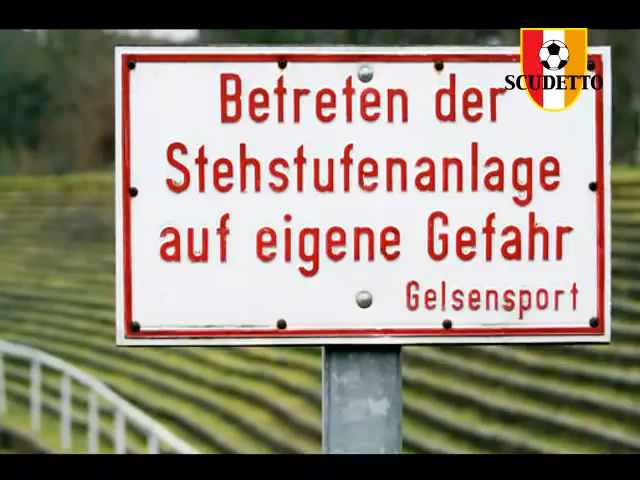 SCUDETTO
Betreten der
Stehstufenanlage
auf eigene Gefahr
Gelsensport